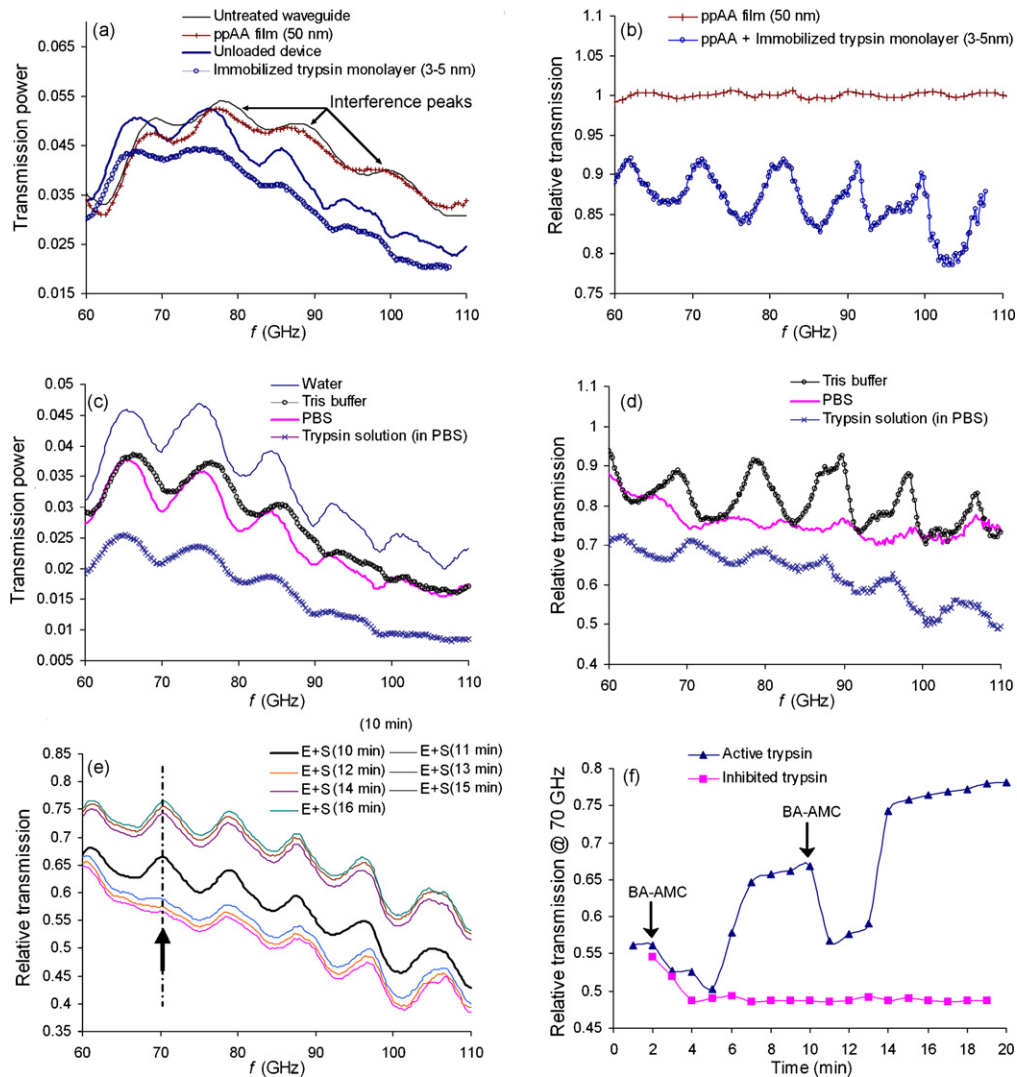 (a)
Untreated waveguide
ppAA film (50 nm)
Unloaded device
Immobilized trypsin monolayer (3-5 nm)
Interference peaks
Transmission power
0.065
0.055
0.045
0.035
0.025
0.015
60 70 80 90 100 110
f (GHz)
(b)
ppAA film (50 nm)
ppAA + Immobilized trypsin monolayer (3-5nm)
Relative transmission
1.1
1.05
1
0.95
0.9
0.85
0.8
0.75
60 70 80 90 100 110
f (GHz)
(c)
Water
Tris buffer
PBS
Trypsin solution (in PBS)
Transmission power
0.05
0.045
0.04
0.035
0.03
0.025
0.02
0.015
0.01
0.005
60 70 80 90 100 110
f (GHz)
(d)
Tris buffer
PBS
Trypsin solution (in PBS)
Relative transmission
1.1
1
0.9
0.8
0.7
0.6
0.5
0.4
60 70 80 90 100 110
f (GHz)
(10 min)
(e)
E+S (10 min) E+S (11 min)
E+S (12 min) E+S (13 min)
E+S (14 min) E+S (15 min)
E+S (16 min)
Relative transmission
0.85
0.8
0.75
0.7
0.65
0.6
0.55
0.5
0.45
0.4
0.35
60 70 80 90 100 110
f (GHz)
(f)
Active trypsin
Inhibited trypsin
BA-AMC
BA-AMC
Relative transmission @ 70 GHz
0.85
0.75
0.65
0.55
0.45
0 2 4 6 8 10 12 14 16 18 20
Time (min)